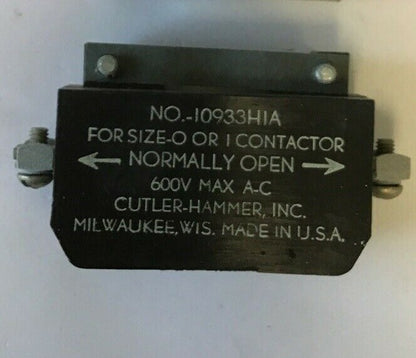 NO.-10933H1A
FOR SIZE-O OR 1 CONTACTOR
← NORMALLY OPEN →
600V MAX A-C
CUTLER-HAMMER, INC.
MILWAUKEE, WIS. MADE IN U.S.A.